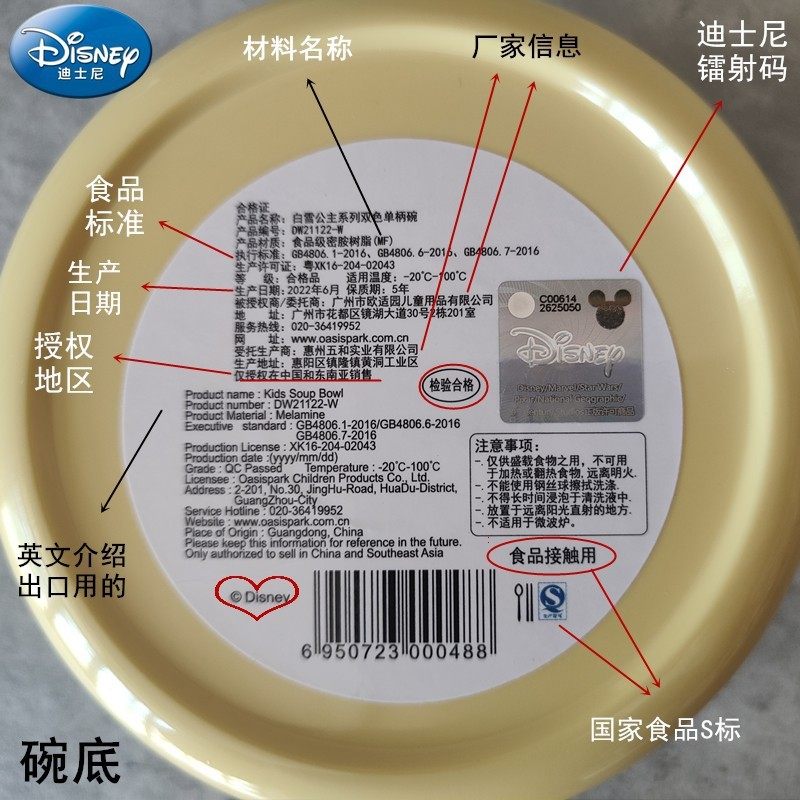 DISNEY
迪士尼
材料名称
厂家信息
迪士尼
镭射码
食品
标准
生产
日期
授权
地区
合格证
产品名称：白雪公主系列双色单柄碗
产品编号：DW21122-W
产品材质：食品级密胺树脂(MF)
执行标准：GB4806.1-2016、GB4806.6-2016、GB4806.7-2016
生产许可证：粤XK16-204-02043
等　级：合格品　适用温度：-20℃-100℃
生产日期：2022年6月 保质期：5年
被授权商/委托商：广州市欧适园儿童用品有限公司
地　址：广州市花都区镜湖大道30号2栋201室
服务热线：020-36419952
网　址：www.oasispark.com.cn
受托生产商：惠州五和实业有限公司
生产地址：惠阳区镇隆镇黄洞工业区
仅授权在中国和东南亚销售
检验合格
C00614
2625050
Disney
Disney/Marvel/Star Wars/
Pixar/National Geographic/
Product name : Kids Soup Bowl
Product number : DW21122-W
Product Material : Melamine
Executive standard : GB4806.1-2016/GB4806.6-2016
GB4806.7-2016
Production License : XK16-204-02043
Production date : (yyyy/mm/dd)
Grade : QC Passed Temperature : -20℃-100℃
Licensee : Oasispark Children Products Co., Ltd.
Address : 2-201, No.30, JingHu-Road, HuaDu-District,
GuangZhou-City
Service Hotline : 020-36419952
Website : www.oasispark.com.cn
Place of Origin : Guangdong, China
Please keep this information for reference in the future.
Only authorized to sell in China and Southeast Asia
注意事项：
-. 仅供盛载食物之用，不可用
于加热或翻热食物，远离明火.
-. 不能使用钢丝球擦拭洗涤.
-. 不得长时间浸泡于清洗液中.
-. 放置于远离阳光直射的地方.
-. 不适用于微波炉.
食品接触用
英文介绍
出口用的
© Disney
6 950723 000488
国家食品S标
碗底